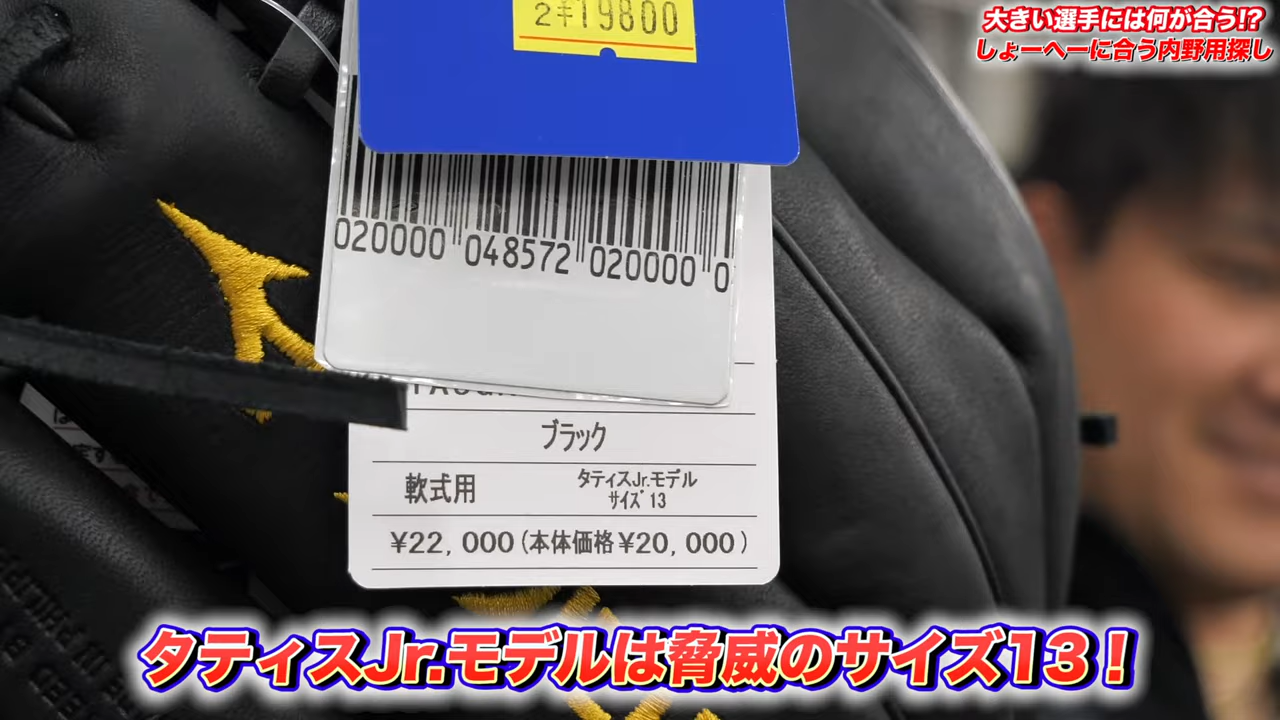 大きい選手には何が合う!?
しょーへーに合う内野用探し
19800
020000 048572 020000 0
ブラック
軟式用
タティスJr.モデル
サイズ 13
¥22,000(本体価格¥20,000)
タティスJr.モデルは脅威のサイズ13!